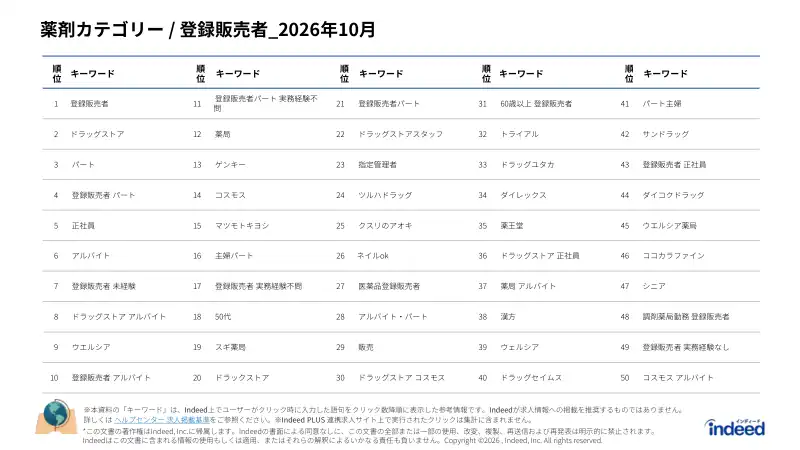 薬剤カテゴリー / 登録販売者_2026年10月
順位 キーワード 順位 キーワード 順位 キーワード 順位 キーワード 順位 キーワード
1 登録販売者 11 登録販売者パート 実務経験不問 21 登録販売者パート 31 60歳以上 登録販売者 41 パート主婦
2 ドラッグストア 12 薬局 22 ドラッグストアスタッフ 32 トライアル 42 サンドラッグ
3 パート 13 ゲンキー 23 指定管理者 33 ドラッグユタカ 43 登録販売者 正社員
4 登録販売者 パート 14 コスモス 24 ツルハドラッグ 34 ダイレックス 44 ダイコクドラッグ
5 正社員 15 マツモトキヨシ 25 クスリのアオキ 35 薬王堂 45 ウエルシア薬局
6 アルバイト 16 主婦パート 26 ネイルok 36 ドラッグストア 正社員 46 ココカラファイン
7 登録販売者 未経験 17 登録販売者 実務経験不問 27 医薬品登録販売者 37 薬局 アルバイト 47 シニア
8 ドラッグストア アルバイト 18 50代 28 アルバイト・パート 38 漢方 48 調剤薬局勤務 登録販売者
9 ウエルシア 19 スギ薬局 29 販売 39 ウェルシア 49 登録販売者 実務経験なし
10 登録販売者 アルバイト 20 ドラックストア 30 ドラッグストア コスモス 40 ドラッグセイムス 50 コスモス アルバイト
※本資料の「キーワード」は、Indeed上でユーザーがクリック時に入力した語句をクリック数降順に表示した参考情報です。Indeedが求人情報への掲載を推奨するものではありません。
詳しくは ヘルプセンター 求人掲載基準をご参照ください。※Indeed PLUS 連携求人サイト上で実行されたクリックは集計に含まれません。
*この文書の著作権はIndeed, Inc.に帰属します。Indeedの書面による同意なしに、この文書の全部または一部の使用、改変、複製、再送信および再発表は明示的に禁止されます。
Indeedはこの文書に含まれる情報の使用もしくは適用、またはそれらの解釈によるいかなる責任も負いません。Copyright ©2026 , Indeed, Inc. All rights reserved.
インディード
indeed